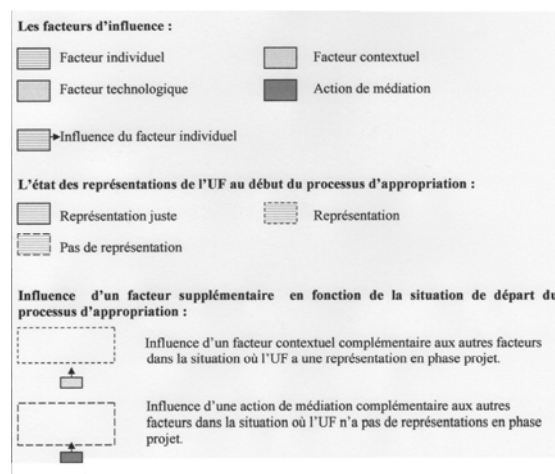 Les facteurs d'influence :
Facteur individuel
Facteur contextuel
Facteur technologique
Action de médiation
Influence du facteur individuel
L'état des représentations de l'UF au début du processus d'appropriation :
Représentation juste
Représentation
Pas de représentation
Influence d'un facteur supplémentaire en fonction de la situation de départ du
processus d'appropriation :
Influence d'un facteur contextuel complémentaire aux autres facteurs
dans la situation où l'UF a une représentation en phase projet.
Influence d'une action de médiation complémentaire aux autres
facteurs dans la situation où l'UF n'a pas de représentations en phase
projet.